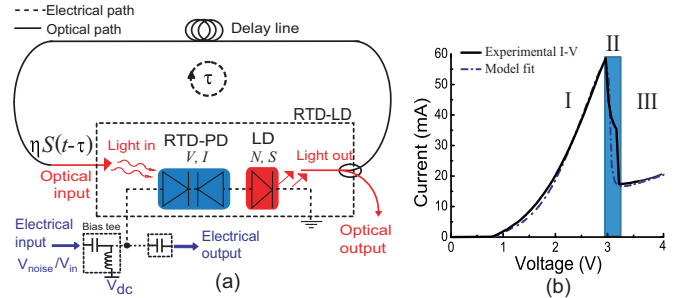 Electrical path
Optical path
Delay line
τ
RTD-LD
ηS(t-τ)
Light in
RTD-PD
V, I
LD
N, S
Light out
Optical
input
Optical
output
Electrical
input
Bias tee
Vnoise/Vin
Vdc
Electrical
output
(a)
II
Experimental I-V
Model fit
I
III
Current (mA)
60
50
40
30
20
10
0
0
1
2
3
4
Voltage (V)
(b)